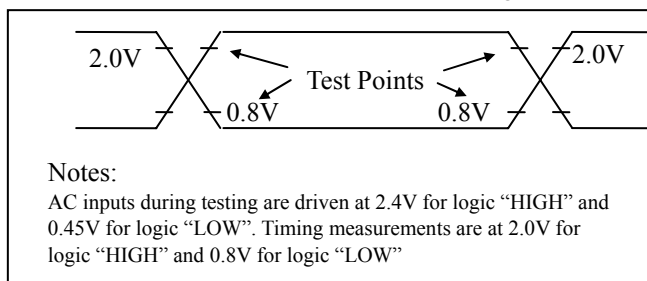 2.0V 2.0V
Test Points
0.8V 0.8V
Notes:
AC inputs during testing are driven at 2.4V for logic “HIGH” and
0.45V for logic “LOW”. Timing measurements are at 2.0V for
logic “HIGH” and 0.8V for logic “LOW”